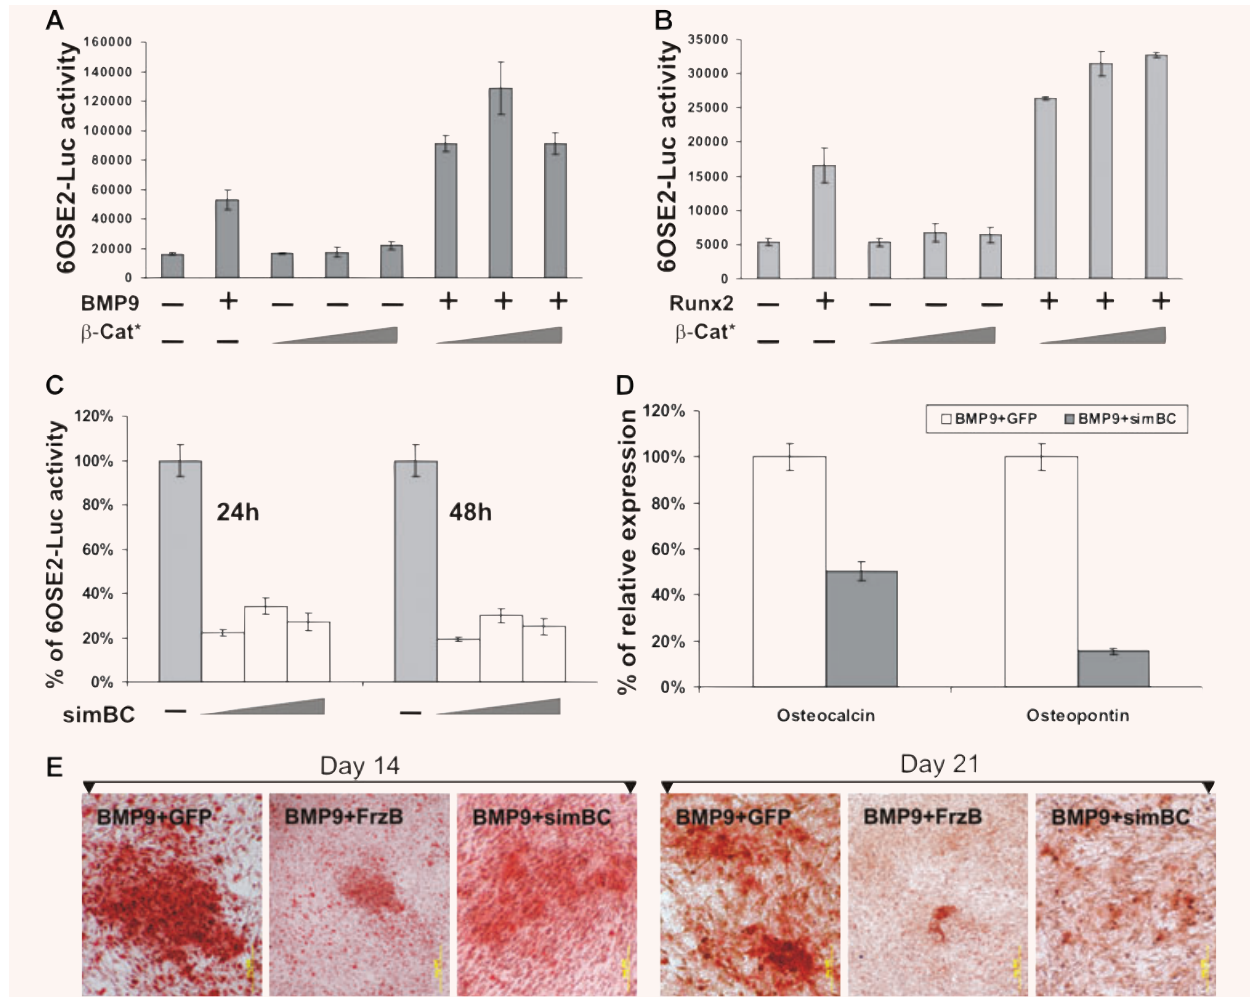 A
6OSE2-Luc activity
160000
140000
120000
100000
80000
60000
40000
20000
0
BMP9 — + — — — + + +
β-Cat* — —
B
6OSE2-Luc activity
35000
30000
25000
20000
15000
10000
5000
0
Runx2 — + — — — + + +
β-Cat* — —
C
% of 6OSE2-Luc activity
120%
100%
80%
60%
40%
20%
0%
24h
48h
simBC — —
D
% of relative expression
120%
100%
80%
60%
40%
20%
0%
BMP9+GFP
BMP9+simBC
Osteocalcin
Osteopontin
E
Day 14
BMP9+GFP
BMP9+FrzB
BMP9+simBC
Day 21
BMP9+GFP
BMP9+FrzB
BMP9+simBC